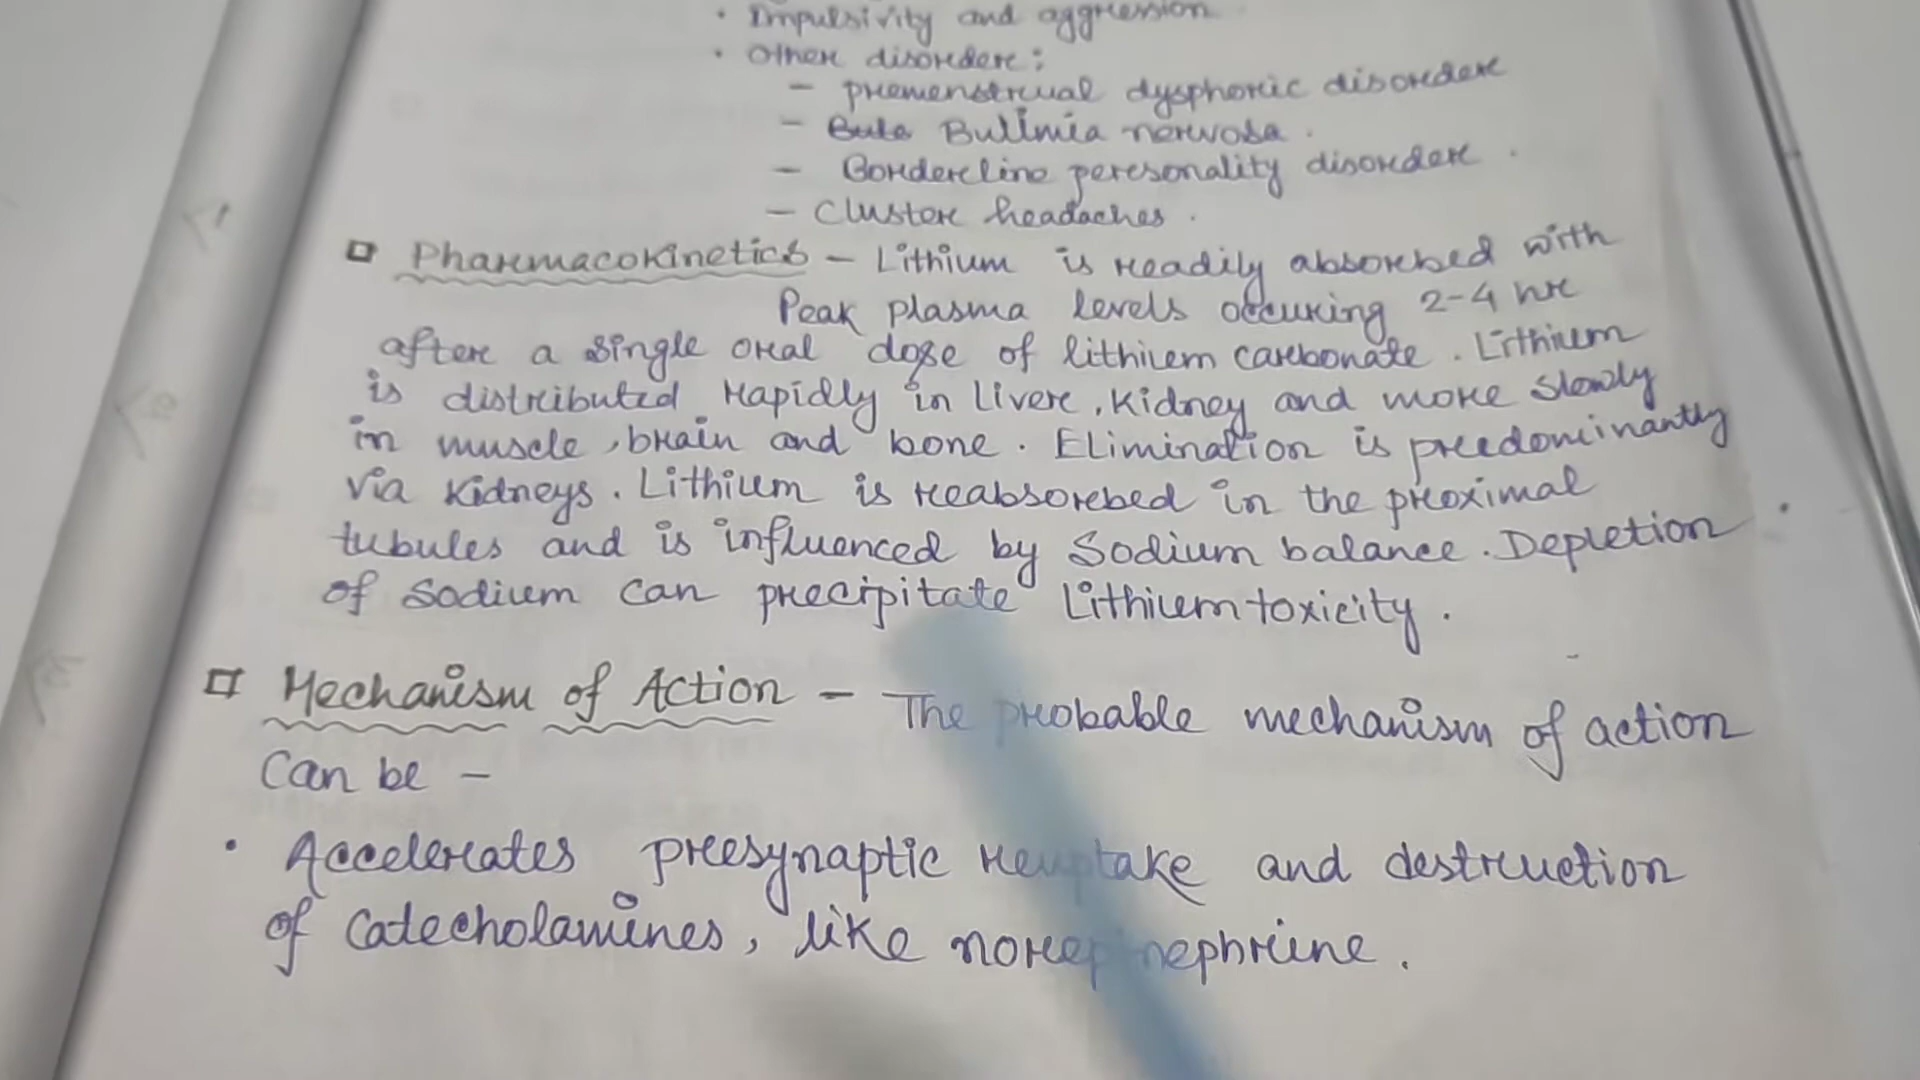 • Impulsivity and aggression
• Other disorder:
– premenstrual dysphoric disorder
– Bulimia nervosa.
– Borderline personality disorder.
– Cluster headaches.
Pharmacokinetics – Lithium is readily absorbed with
Peak plasma levels occuring 2-4 hr
after a single oral dose of lithium carbonate. Lithium
is distributed rapidly in liver, kidney and more slowly
in muscle, brain and bone. Elimination is predominantly
via kidneys. Lithium is reabsorbed in the proximal
tubules and is influenced by sodium balance. Depletion
of sodium can precipitate Lithium toxicity.
Mechanism of Action – The probable mechanism of action
Can be –
• Accelerates presynaptic reuptake and destruction
of catecholamines, like norepinephrine.